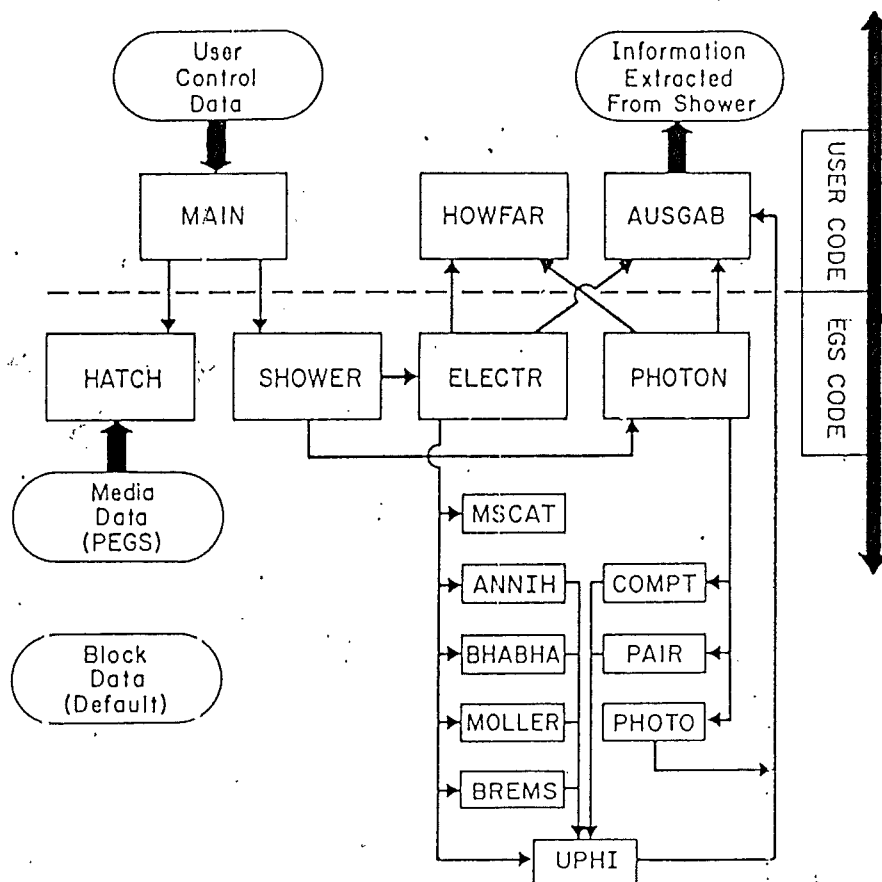 User
Control
Data
Information
Extracted
From Shower
MAIN
HOWFAR
AUSGAB
USER CODE
HATCH
SHOWER
ELECTR
PHOTON
EGS CODE
Media
Data
(PEGS)
MSCAT
ANNIH
COMPT
Block
Data
(Default)
BHABHA
PAIR
MOLLER
PHOTO
BREMS
UPHI